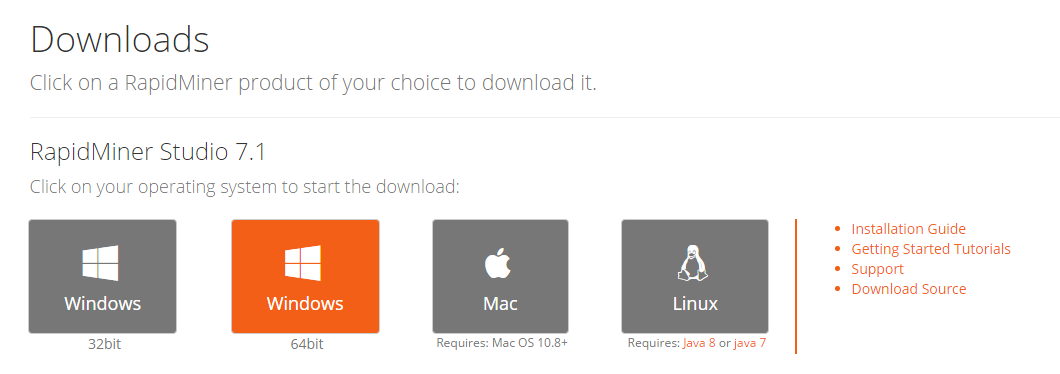 Downloads
Click on a RapidMiner product of your choice to download it.
RapidMiner Studio 7.1
Click on your operating system to start the download:
Windows
32bit
Windows
64bit
Mac
Requires: Mac OS 10.8+
Linux
Requires: Java 8 or java 7
Installation Guide
Getting Started Tutorials
Support
Download Source